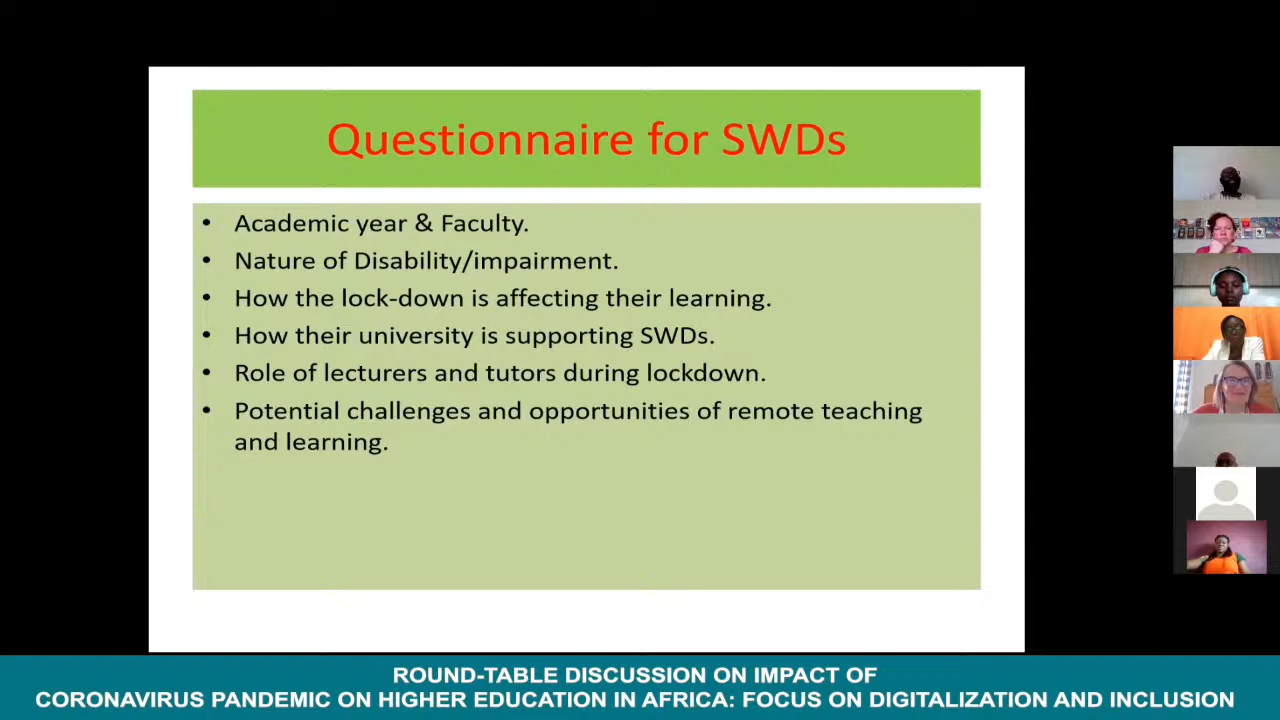 Questionnaire for SWDs
• Academic year & Faculty.
• Nature of Disability/impairment.
• How the lock-down is affecting their learning.
• How their university is supporting SWDs.
• Role of lecturers and tutors during lockdown.
• Potential challenges and opportunities of remote teaching
and learning.
ROUND-TABLE DISCUSSION ON IMPACT OF
CORONAVIRUS PANDEMIC ON HIGHER EDUCATION IN AFRICA: FOCUS ON DIGITALIZATION AND INCLUSION